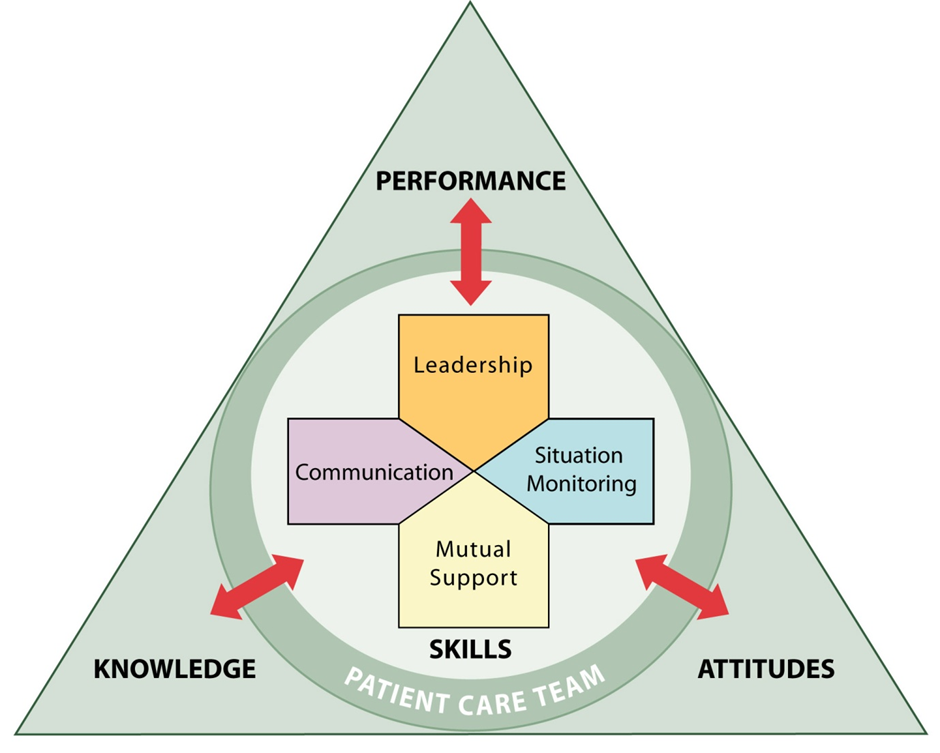 PERFORMANCE
Leadership
Communication
Situation
Monitoring
Mutual
Support
SKILLS
KNOWLEDGE
ATTITUDES
PATIENT CARE TEAM